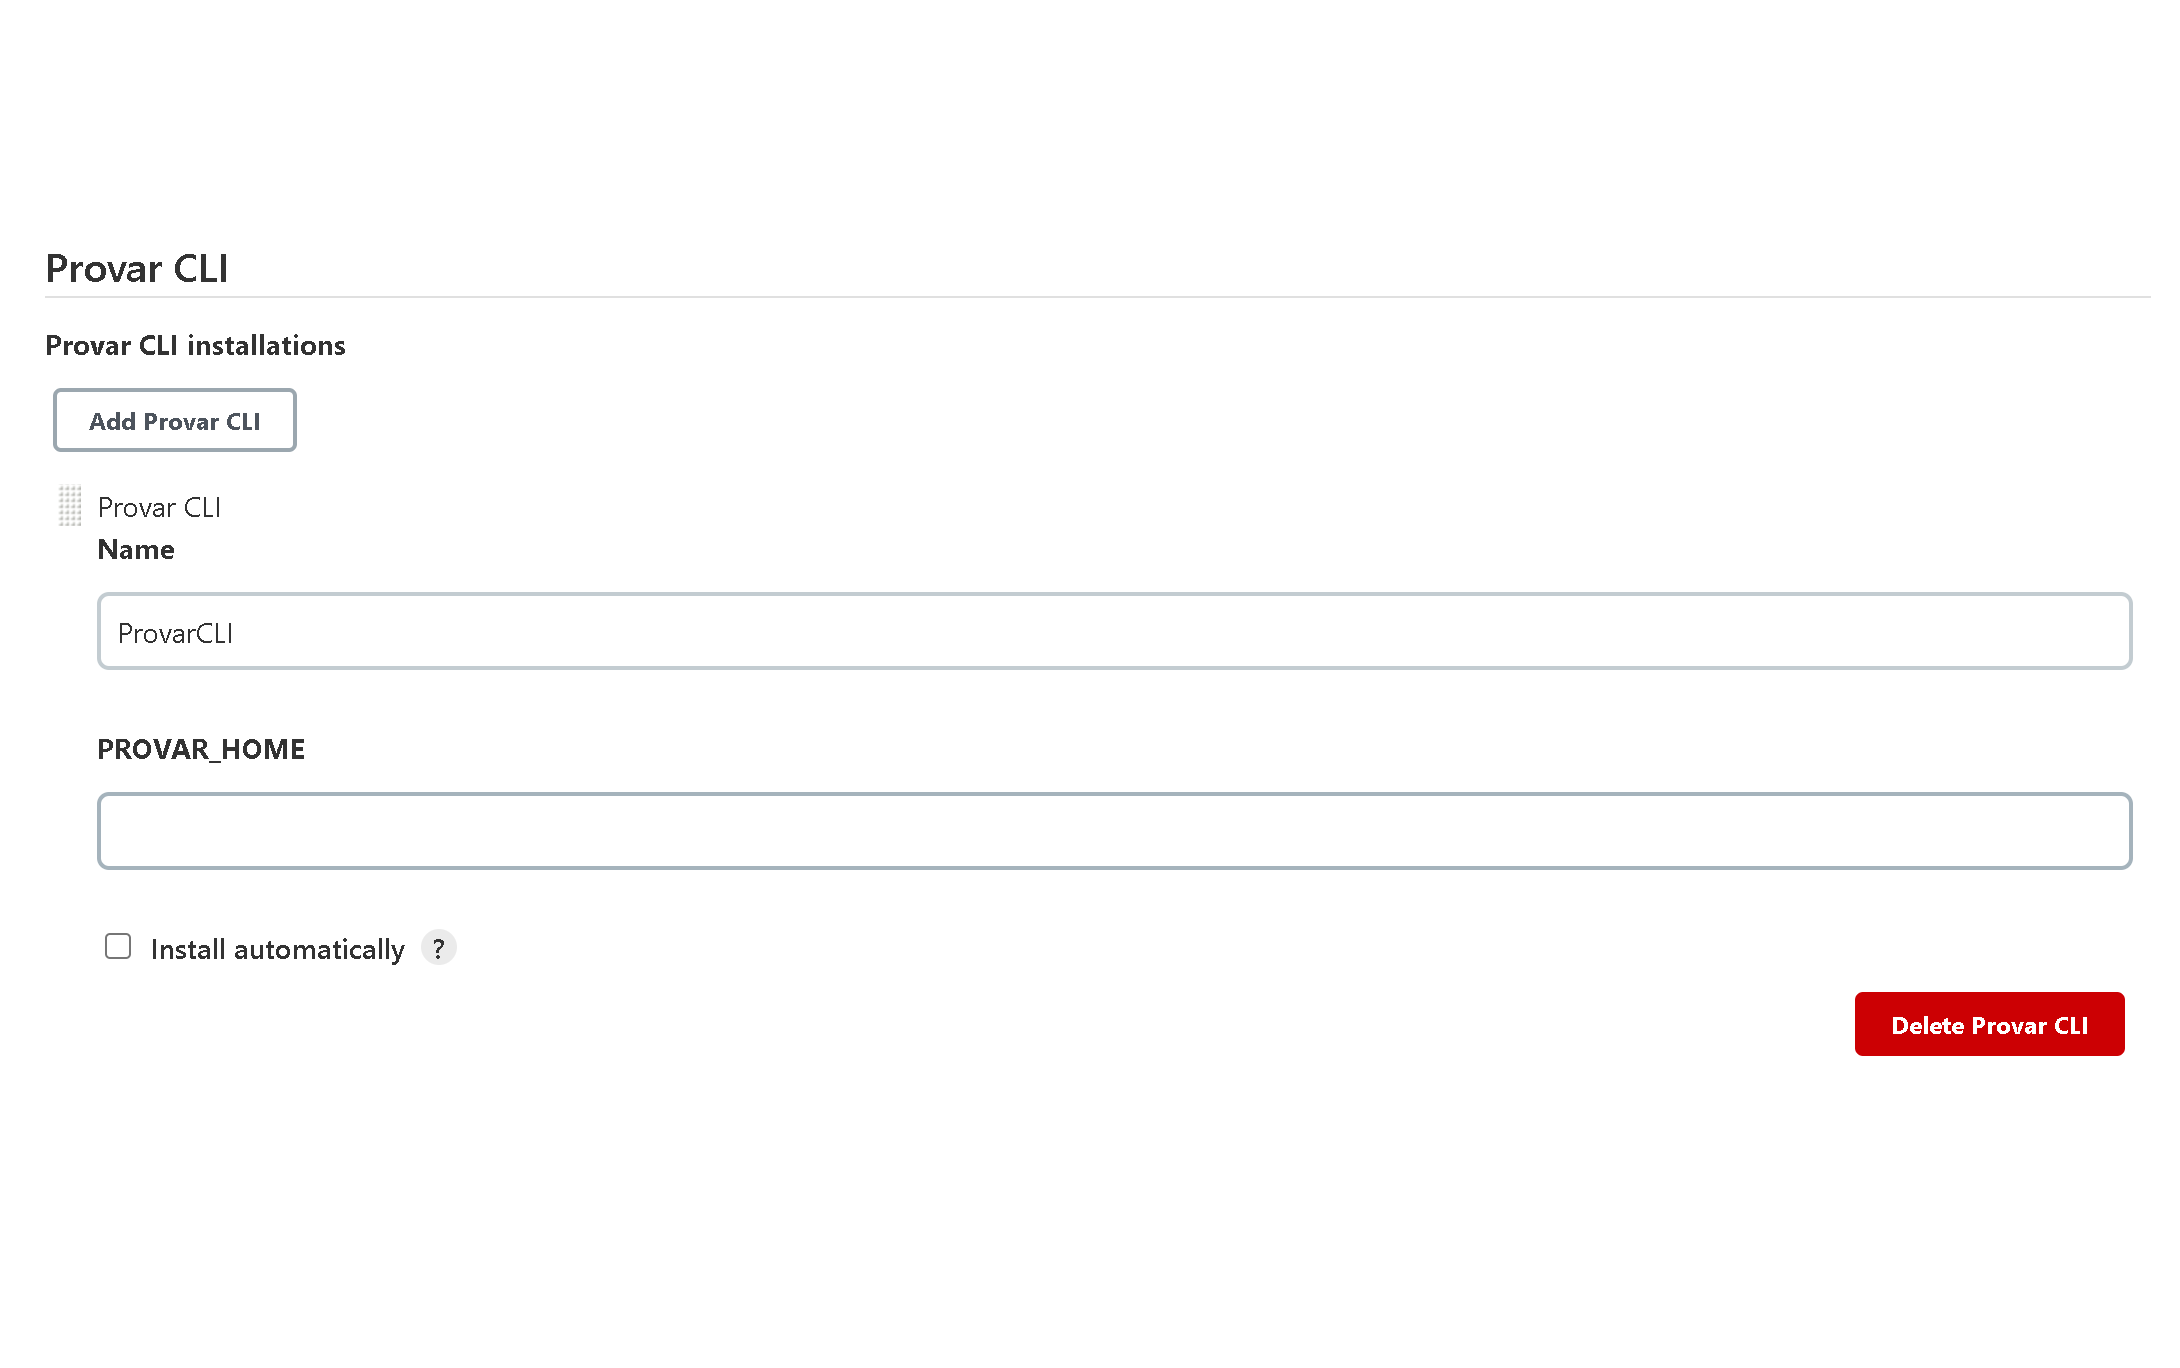 Provar CLI
Provar CLI installations
Add Provar CLI
Provar CLI
Name
ProvarCLI
PROVAR_HOME
Install automatically ?
Delete Provar CLI